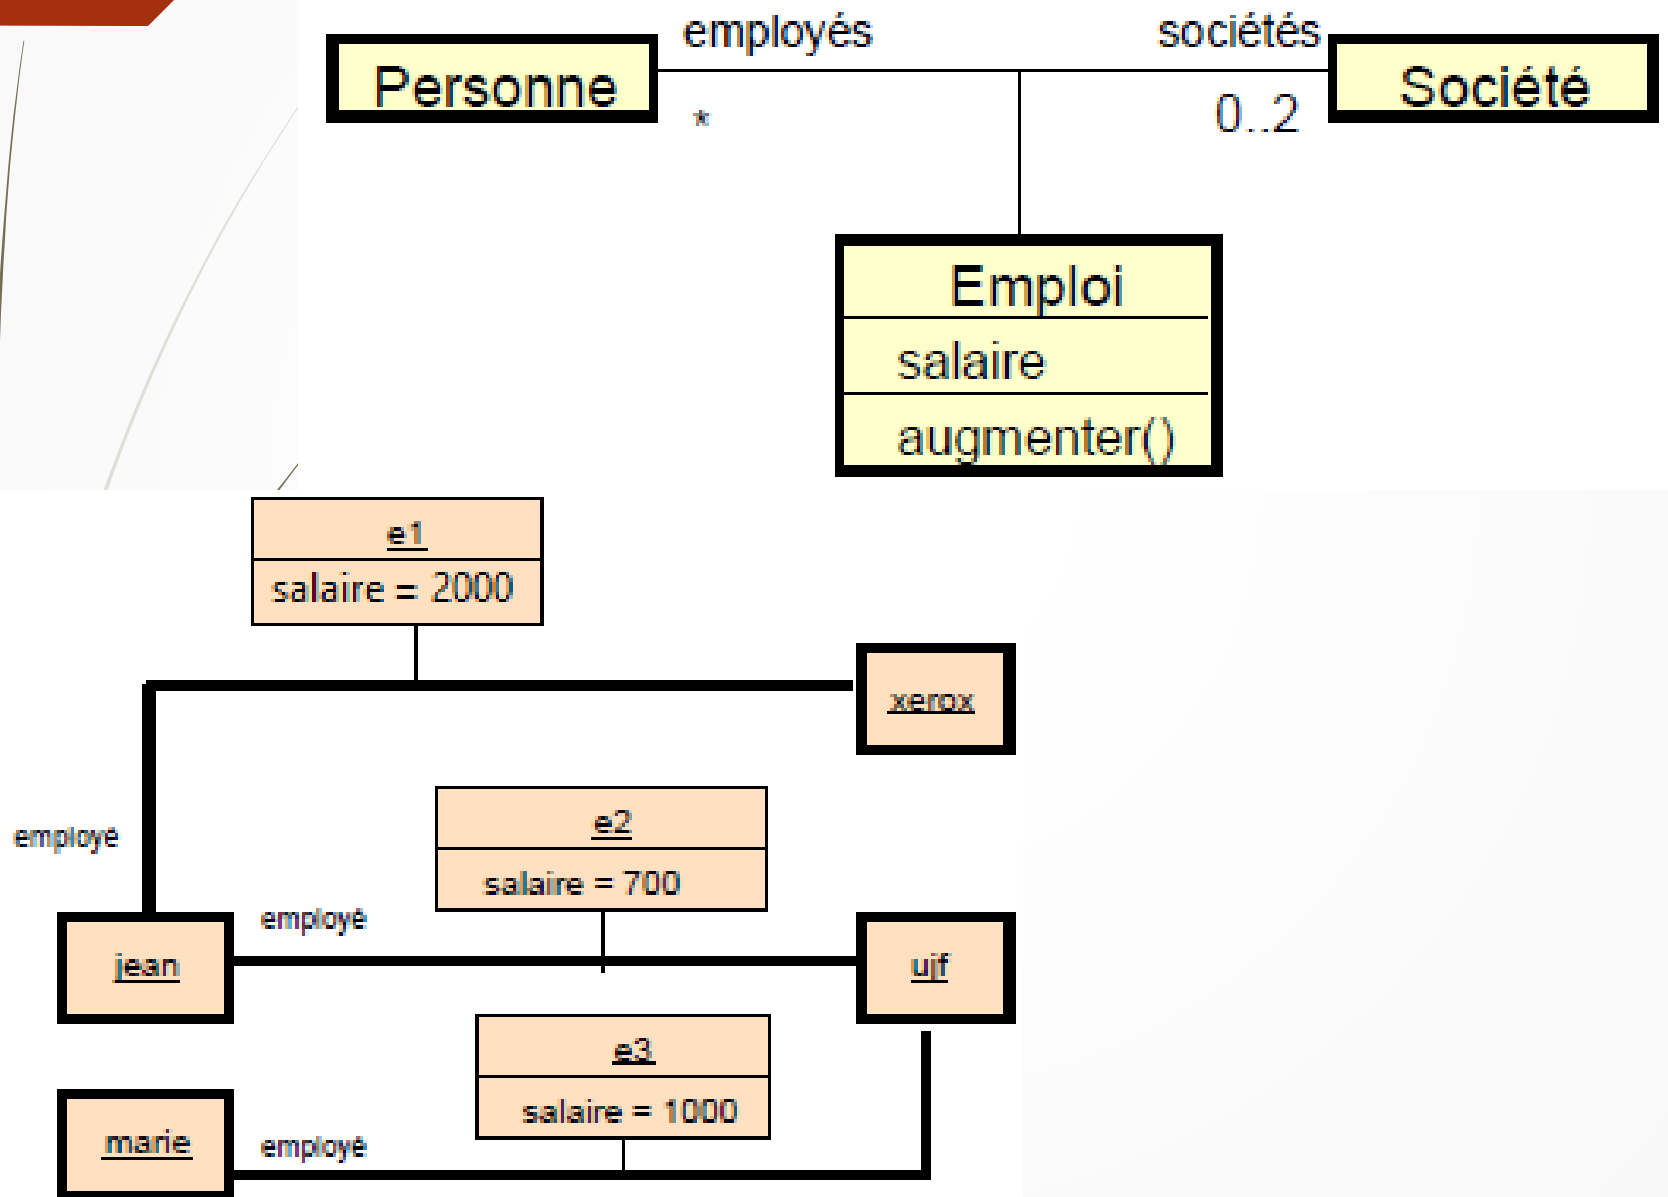 employés
sociétés
Personne
Société
*
0..2
Emploi
salaire
augmenter()
e1
salaire = 2000
xerox
e2
employé
salaire = 700
employé
jean
ujf
e3
salaire = 1000
marie
employé